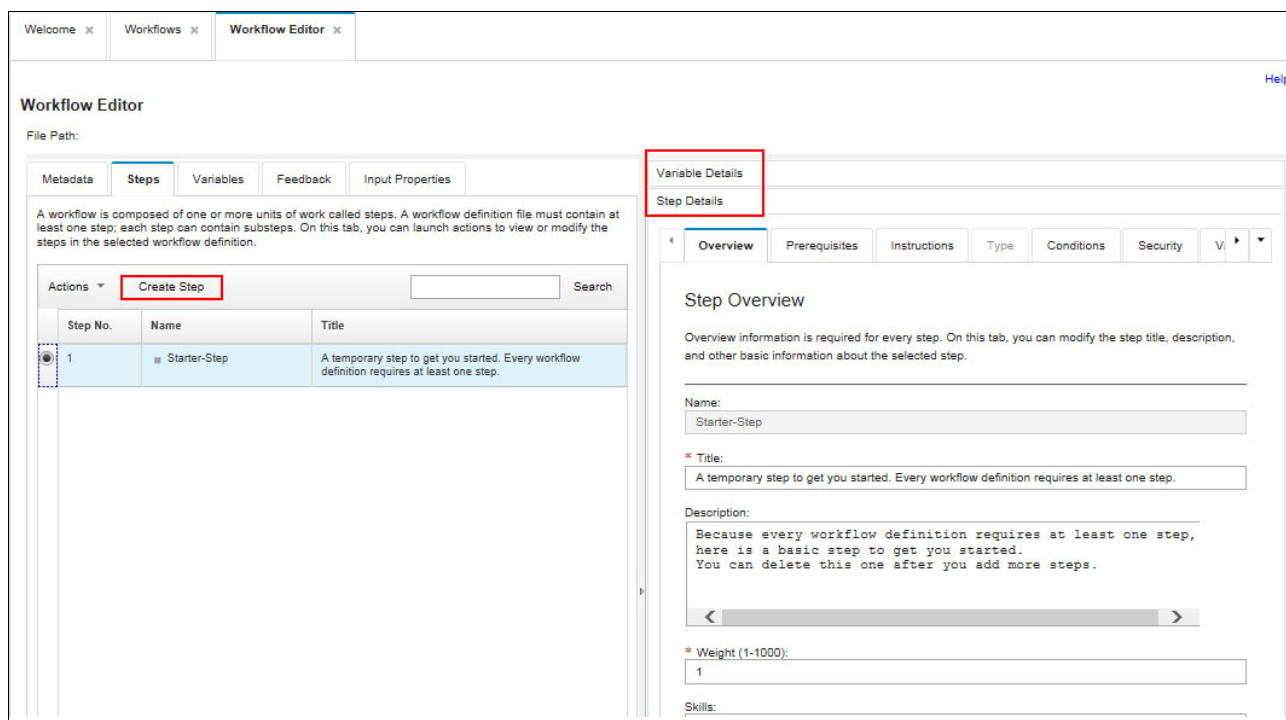 Welcome x Workflows x Workflow Editor x
Help
Workflow Editor
File Path:
Metadata Steps Variables Feedback Input Properties
A workflow is composed of one or more units of work called steps. A workflow definition file must contain at
least one step; each step can contain substeps. On this tab, you can launch actions to view or modify the
steps in the selected workflow definition.
Actions Create Step Search
Step No. Name Title
1 Starter-Step A temporary step to get you started. Every workflow
definition requires at least one step.
Variable Details
Step Details
Overview Prerequisites Instructions Type Conditions Security
Step Overview
Overview information is required for every step. On this tab, you can modify the step title, description,
and other basic information about the selected step.
Name:
Starter-Step
* Title:
A temporary step to get you started. Every workflow definition requires at least one step.
Description:
Because every workflow definition requires at least one step,
here is a basic step to get you started.
You can delete this one after you add more steps.
* Weight (1-1000):
1
Skills: